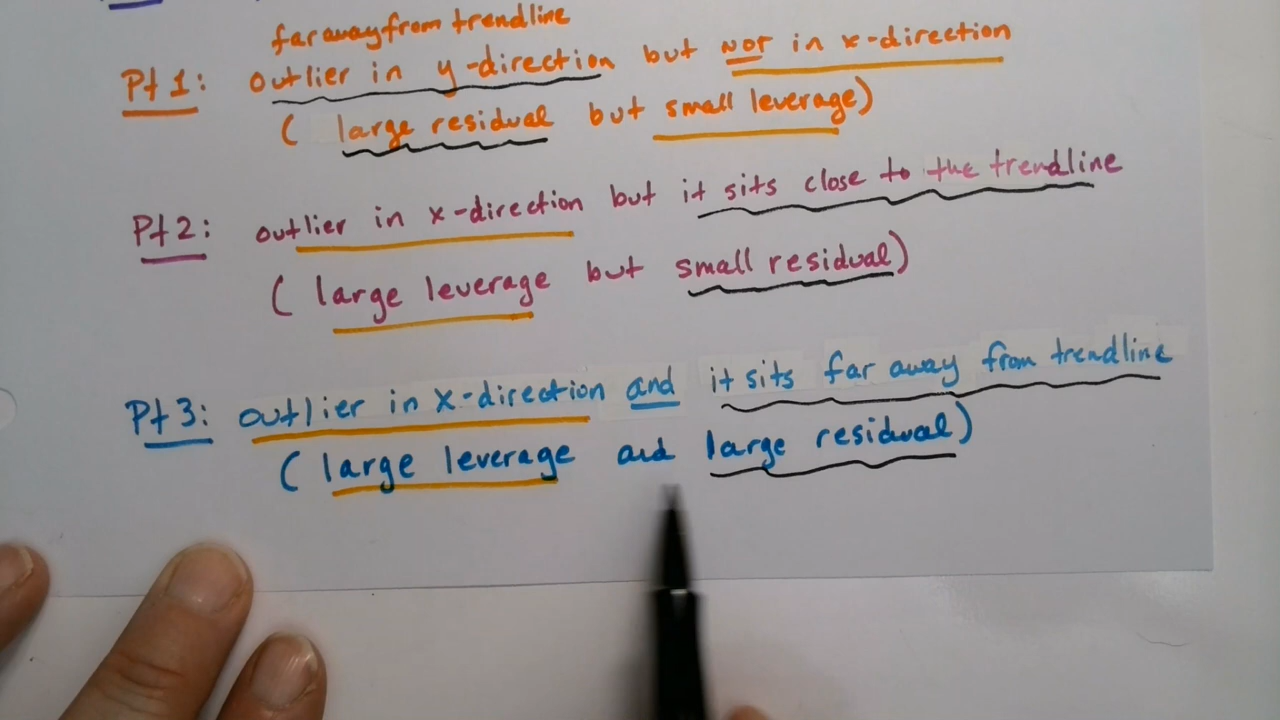 far away from trendline
Pt 1: outlier in y-direction but not in x-direction
( large residual but small leverage)
Pt 2: outlier in x-direction but it sits close to the trendline
( large leverage but small residual)
Pt 3: outlier in x-direction and it sits far away from trendline
( large leverage and large residual)